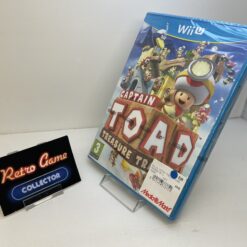 Wii U
CAPTAIN
TOAD
TREASURE TR
3
MediaMarkt
Retro Game
COLLECTOR